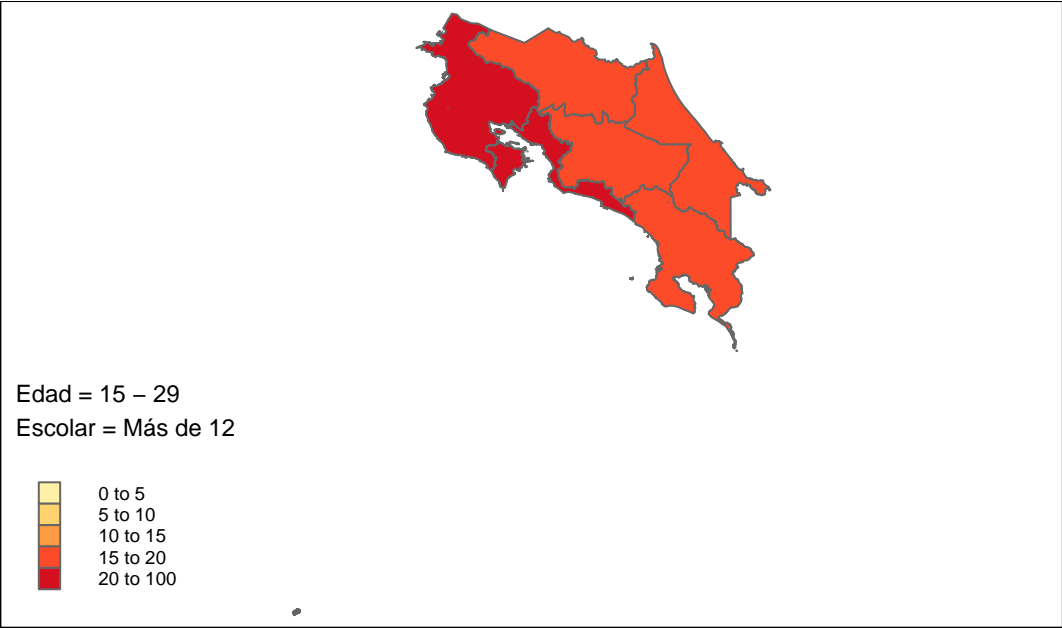 Edad = 15 – 29
Escolar = Más de 12
0 to 5
5 to 10
10 to 15
15 to 20
20 to 100